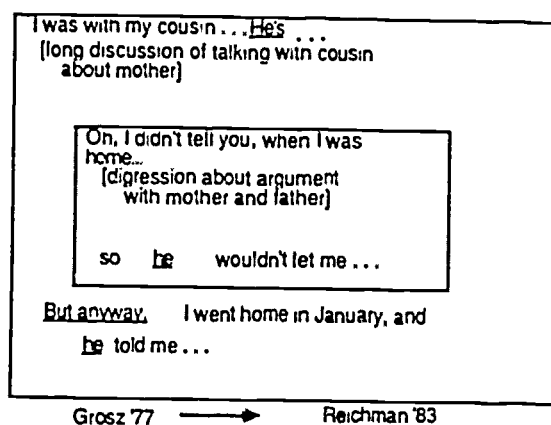 I was with my cousin ... He's ...
[long discussion of talking with cousin
about mother]
Oh, I didn't tell you, when I was
home...
[digression about argument
with mother and father]
so he wouldn't let me ...
But anyway, I went home in January, and
he told me ...
Grosz '77 → Reichman '83